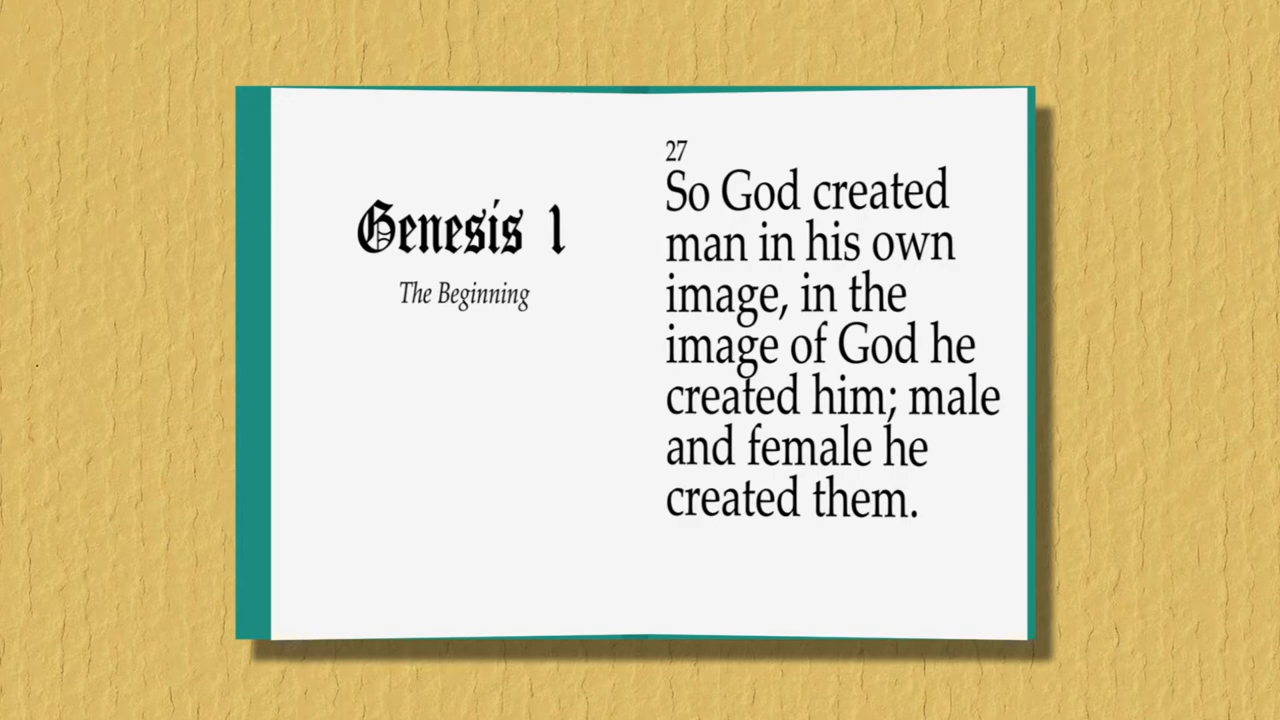 Genesis 1
The Beginning
27
So God created
man in his own
image, in the
image of God he
created him; male
and female he
created them.